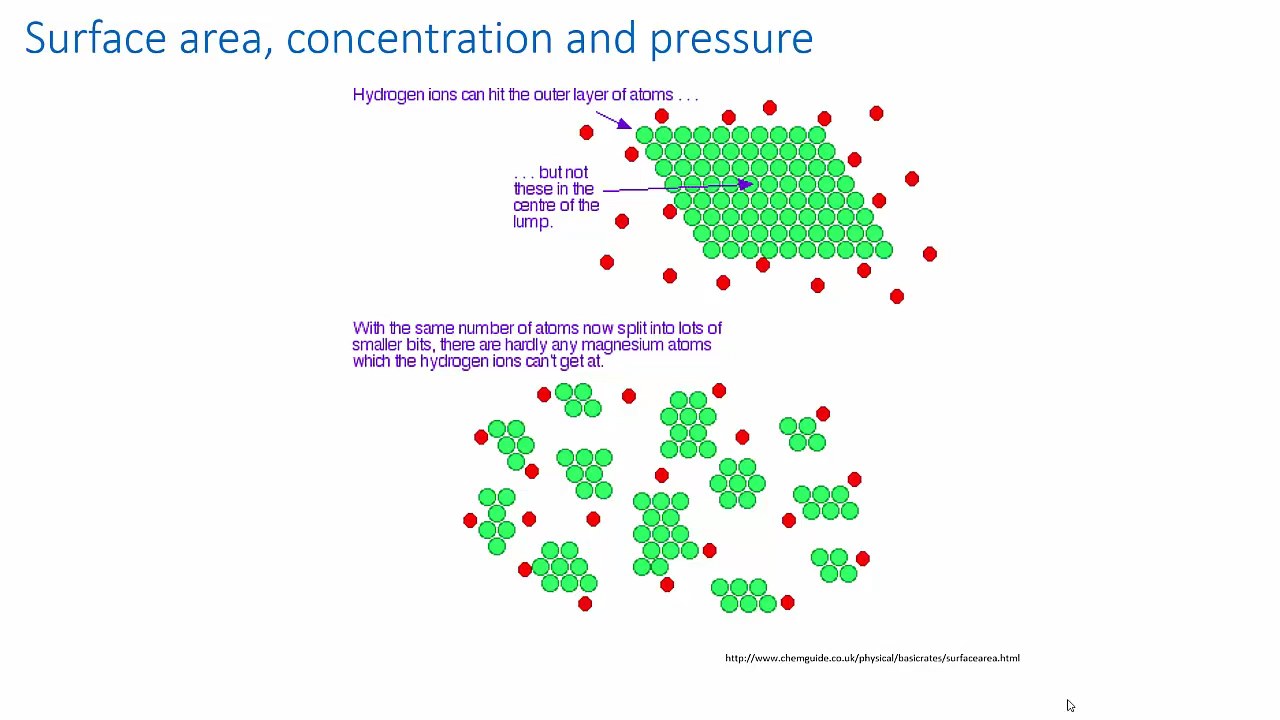 Surface area, concentration and pressure
Hydrogen ions can hit the outer layer of atoms . . .
. . . but not
these in the
centre of the
lump.
With the same number of atoms now split into lots of
smaller bits, there are hardly any magnesium atoms
which the hydrogen ions can't get at.
http://www.chemguide.co.uk/physical/basicrates/surfacearea.html